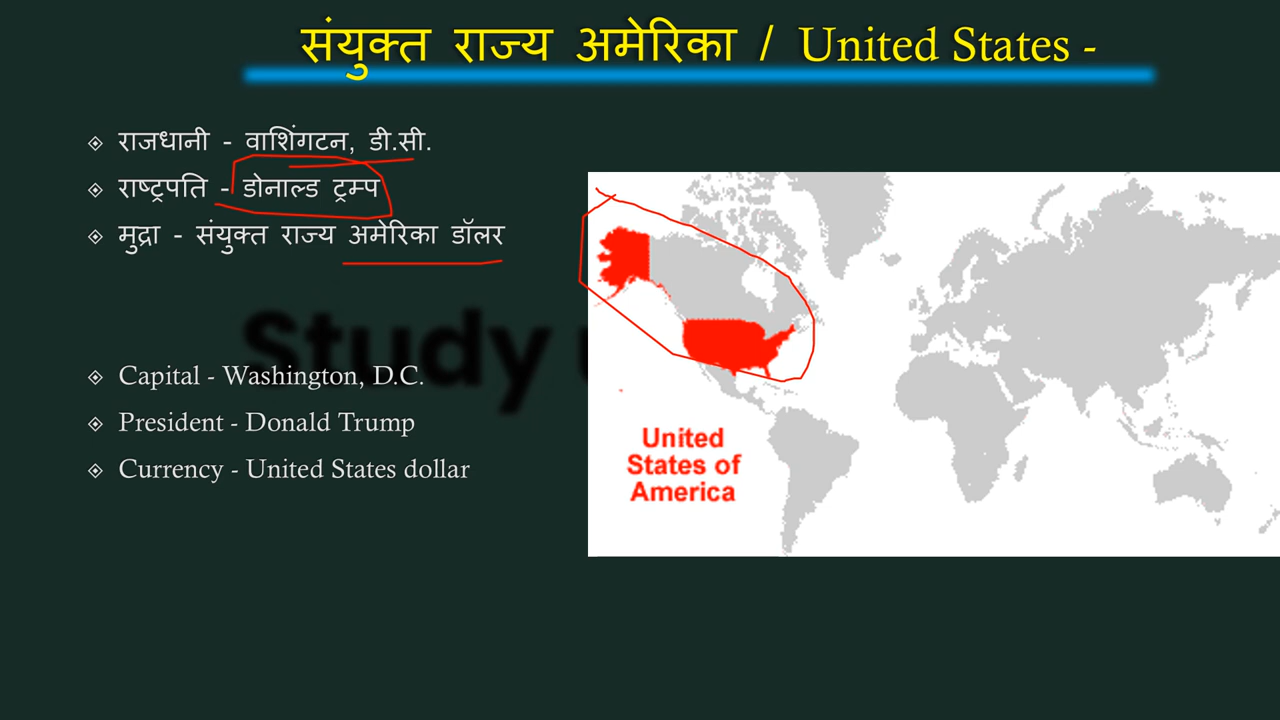 संयुक्त राज्य अमेरिका / United States -
राजधानी - वाशिंगटन, डी.सी.
राष्ट्रपति - डोनाल्ड ट्रम्प
मुद्रा - संयुक्त राज्य अमेरिका डॉलर
Study
Capital - Washington, D.C.
President - Donald Trump
Currency - United States dollar
United
States of
America